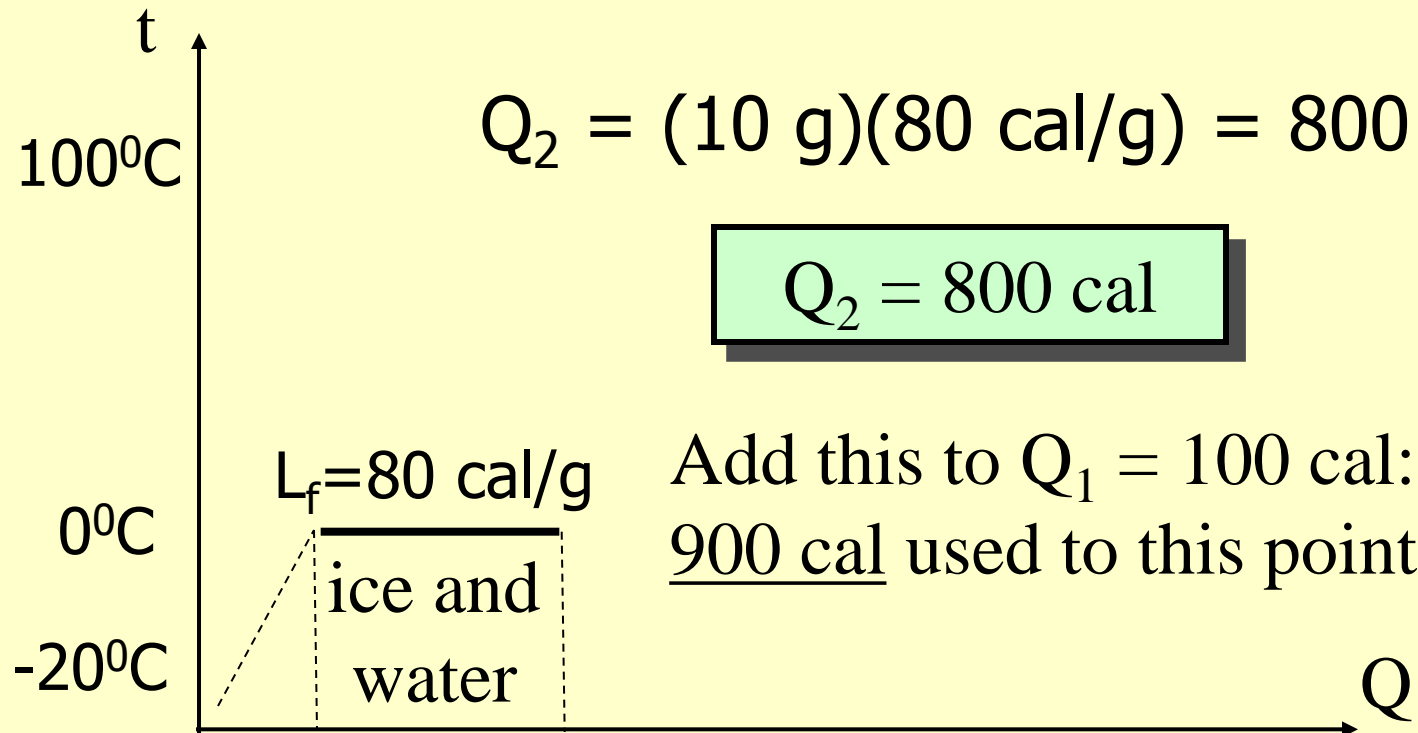 t
Q₂ = (10 g)(80 cal/g) = 800
100⁰C
Q₂ = 800 cal
L_f=80 cal/g
Add this to Q₁ = 100 cal:
0⁰C
900 cal used to this point
ice and
-20⁰C
water
Q